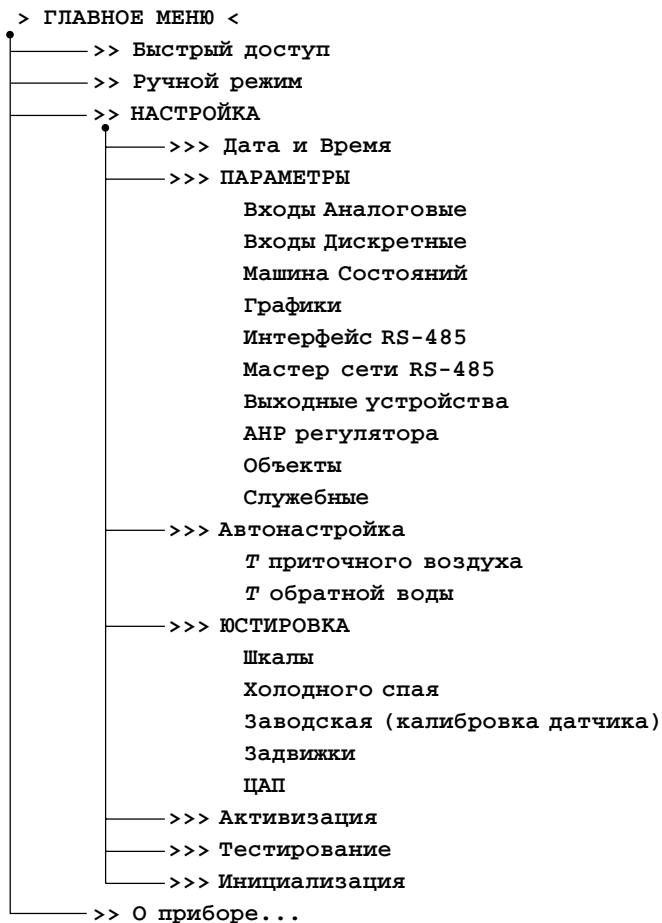 > ГЛАВНОЕ МЕНЮ <
>> Быстрый доступ
>> Ручной режим
>> НАСТРОЙКА
>>> Дата и Время
>>> ПАРАМЕТРЫ
Входы Аналоговые
Входы Дискретные
Машина Состояний
Графики
Интерфейс RS-485
Мастер сети RS-485
Выходные устройства
АНР регулятора
Объекты
Служебные
>>> Автонастройка
Т приточного воздуха
Т обратной воды
>>> ЮСТИРОВКА
Шкалы
Холодного спая
Заводская (калибровка датчика)
Задвижки
ЦАП
>>> Активизация
>>> Тестирование
>>> Инициализация
>> О приборе...